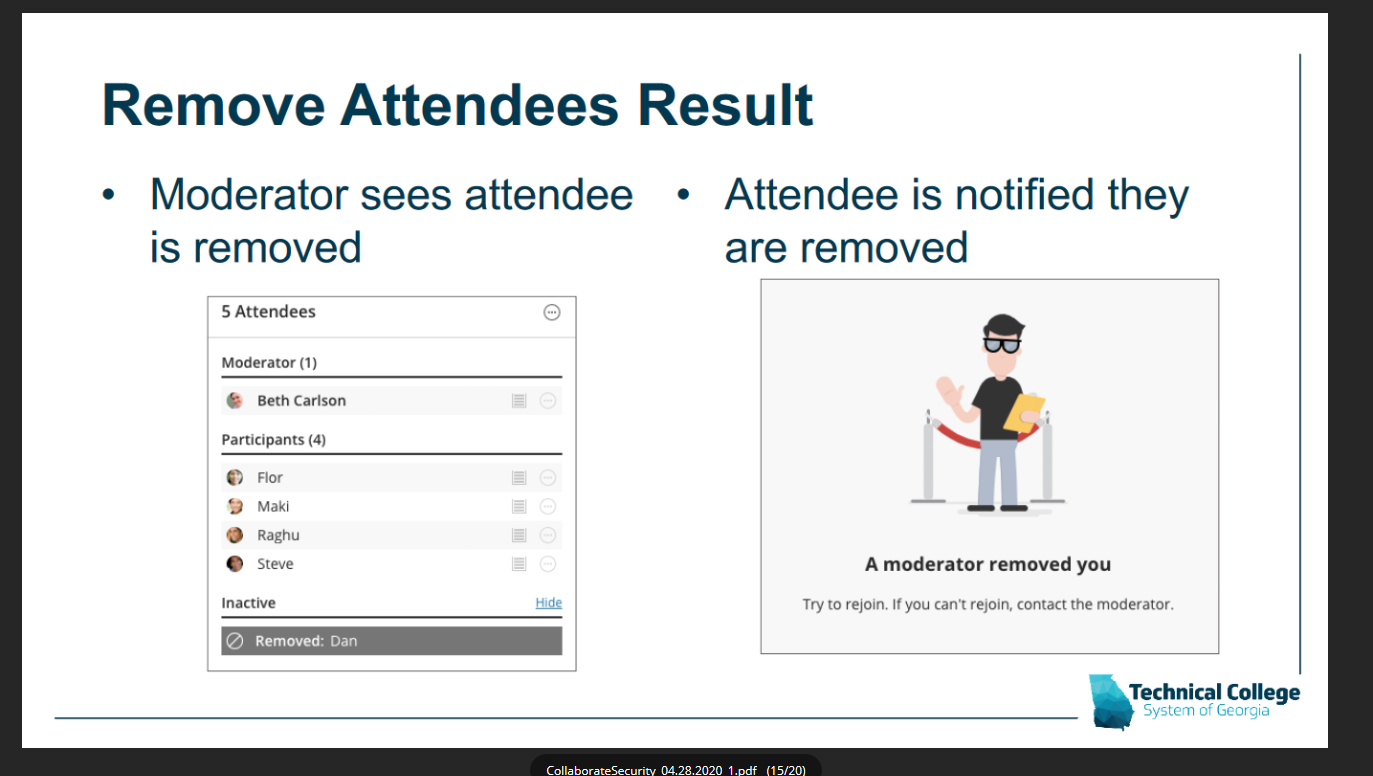 Remove Attendees Result
• Moderator sees attendee
is removed
5 Attendees
Moderator (1)
Beth Carlson
Participants (4)
Flor
Maki
Raghu
Steve
Inactive Hide
Removed: Dan
• Attendee is notified they
are removed
A moderator removed you
Try to rejoin. If you can't rejoin, contact the moderator.
Technical College
System of Georgia
CollaborateSecurity_04.28.2020_1.pdf (15/20)